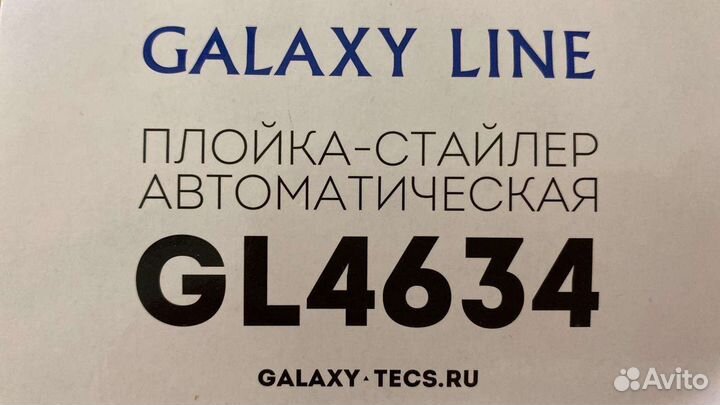 GALAXY LINE
ПЛОЙКА-СТАЙЛЕР
АВТОМАТИЧЕСКАЯ
GL4634
GALAXY-TECS.RU
Avito